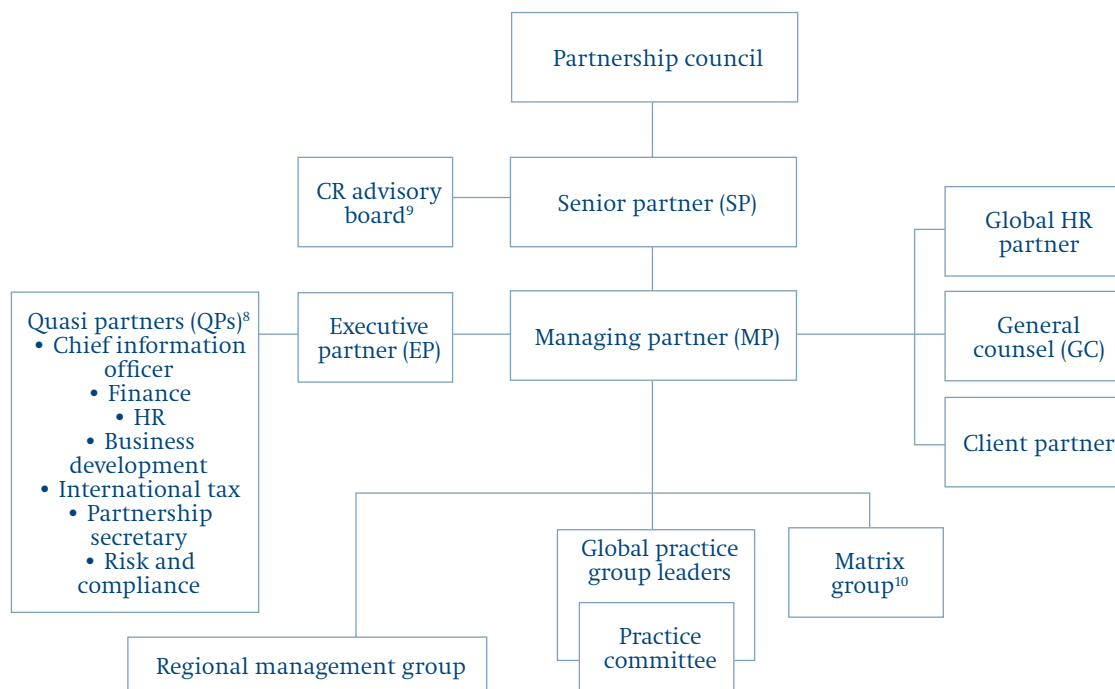 Partnership council
CR advisory
board⁹
Senior partner (SP)
Global HR
partner
Quasi partners (QPs)⁸
• Chief information
officer
• Finance
• HR
• Business
development
• International tax
• Partnership
secretary
• Risk and
compliance
Executive
partner (EP)
Managing partner (MP)
General
counsel (GC)
Client partner
Global practice
group leaders
Matrix
group¹⁰
Practice
committee
Regional management group